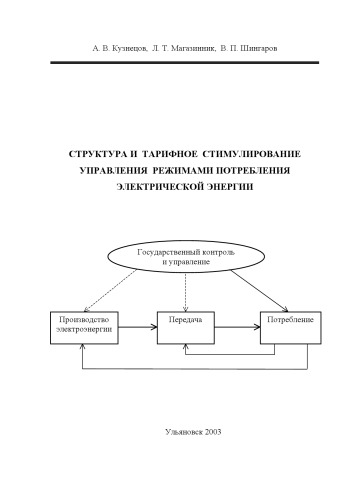 А. В. Кузнецов, Л. Т. Магазинник, В. П. Шингаров
СТРУКТУРА И ТАРИФНОЕ СТИМУЛИРОВАНИЕ
УПРАВЛЕНИЯ РЕЖИМАМИ ПОТРЕБЛЕНИЯ
ЭЛЕКТРИЧЕСКОЙ ЭНЕРГИИ
Государственный контроль
и управление
Производство
электроэнергии
Передача
Потребление
Ульяновск 2003